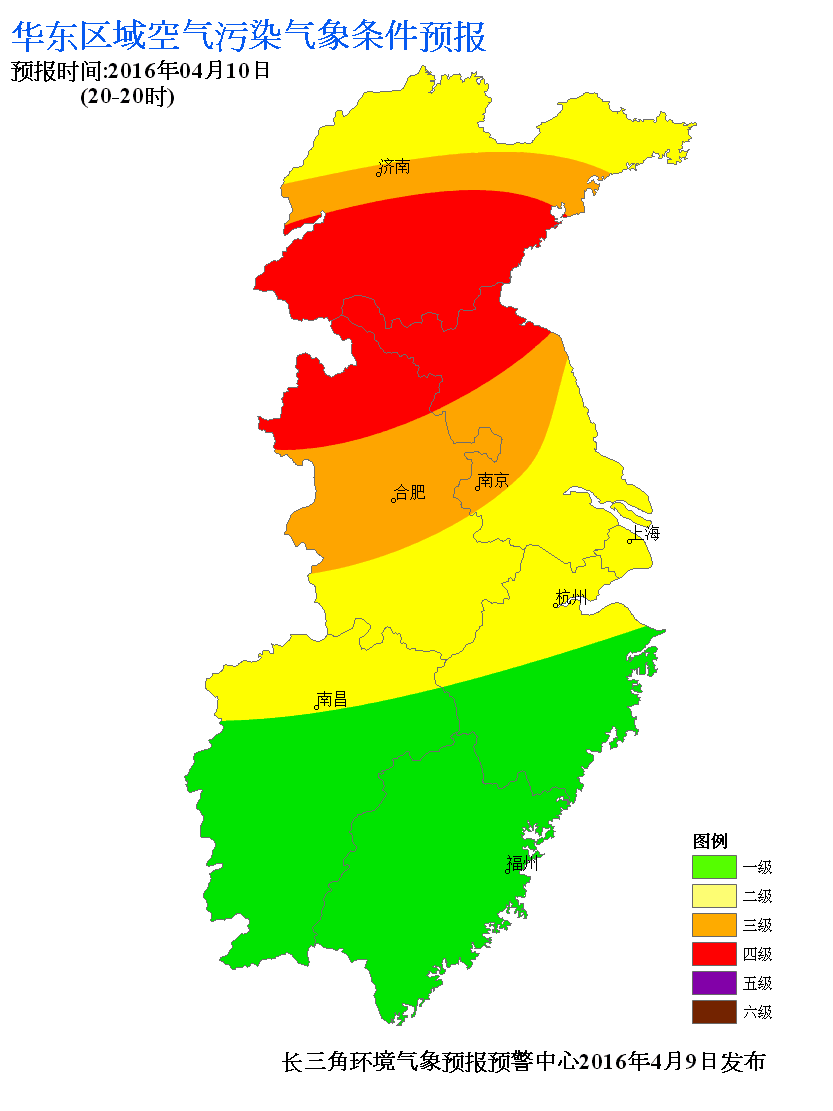 华东区域空气污染气象条件预报
预报时间:2016年04月10日
(20-20时)
济南
合肥
南京
上海
杭州
南昌
福州
图例
一级
二级
三级
四级
五级
六级
长三角环境气象预报预警中心2016年4月9日发布